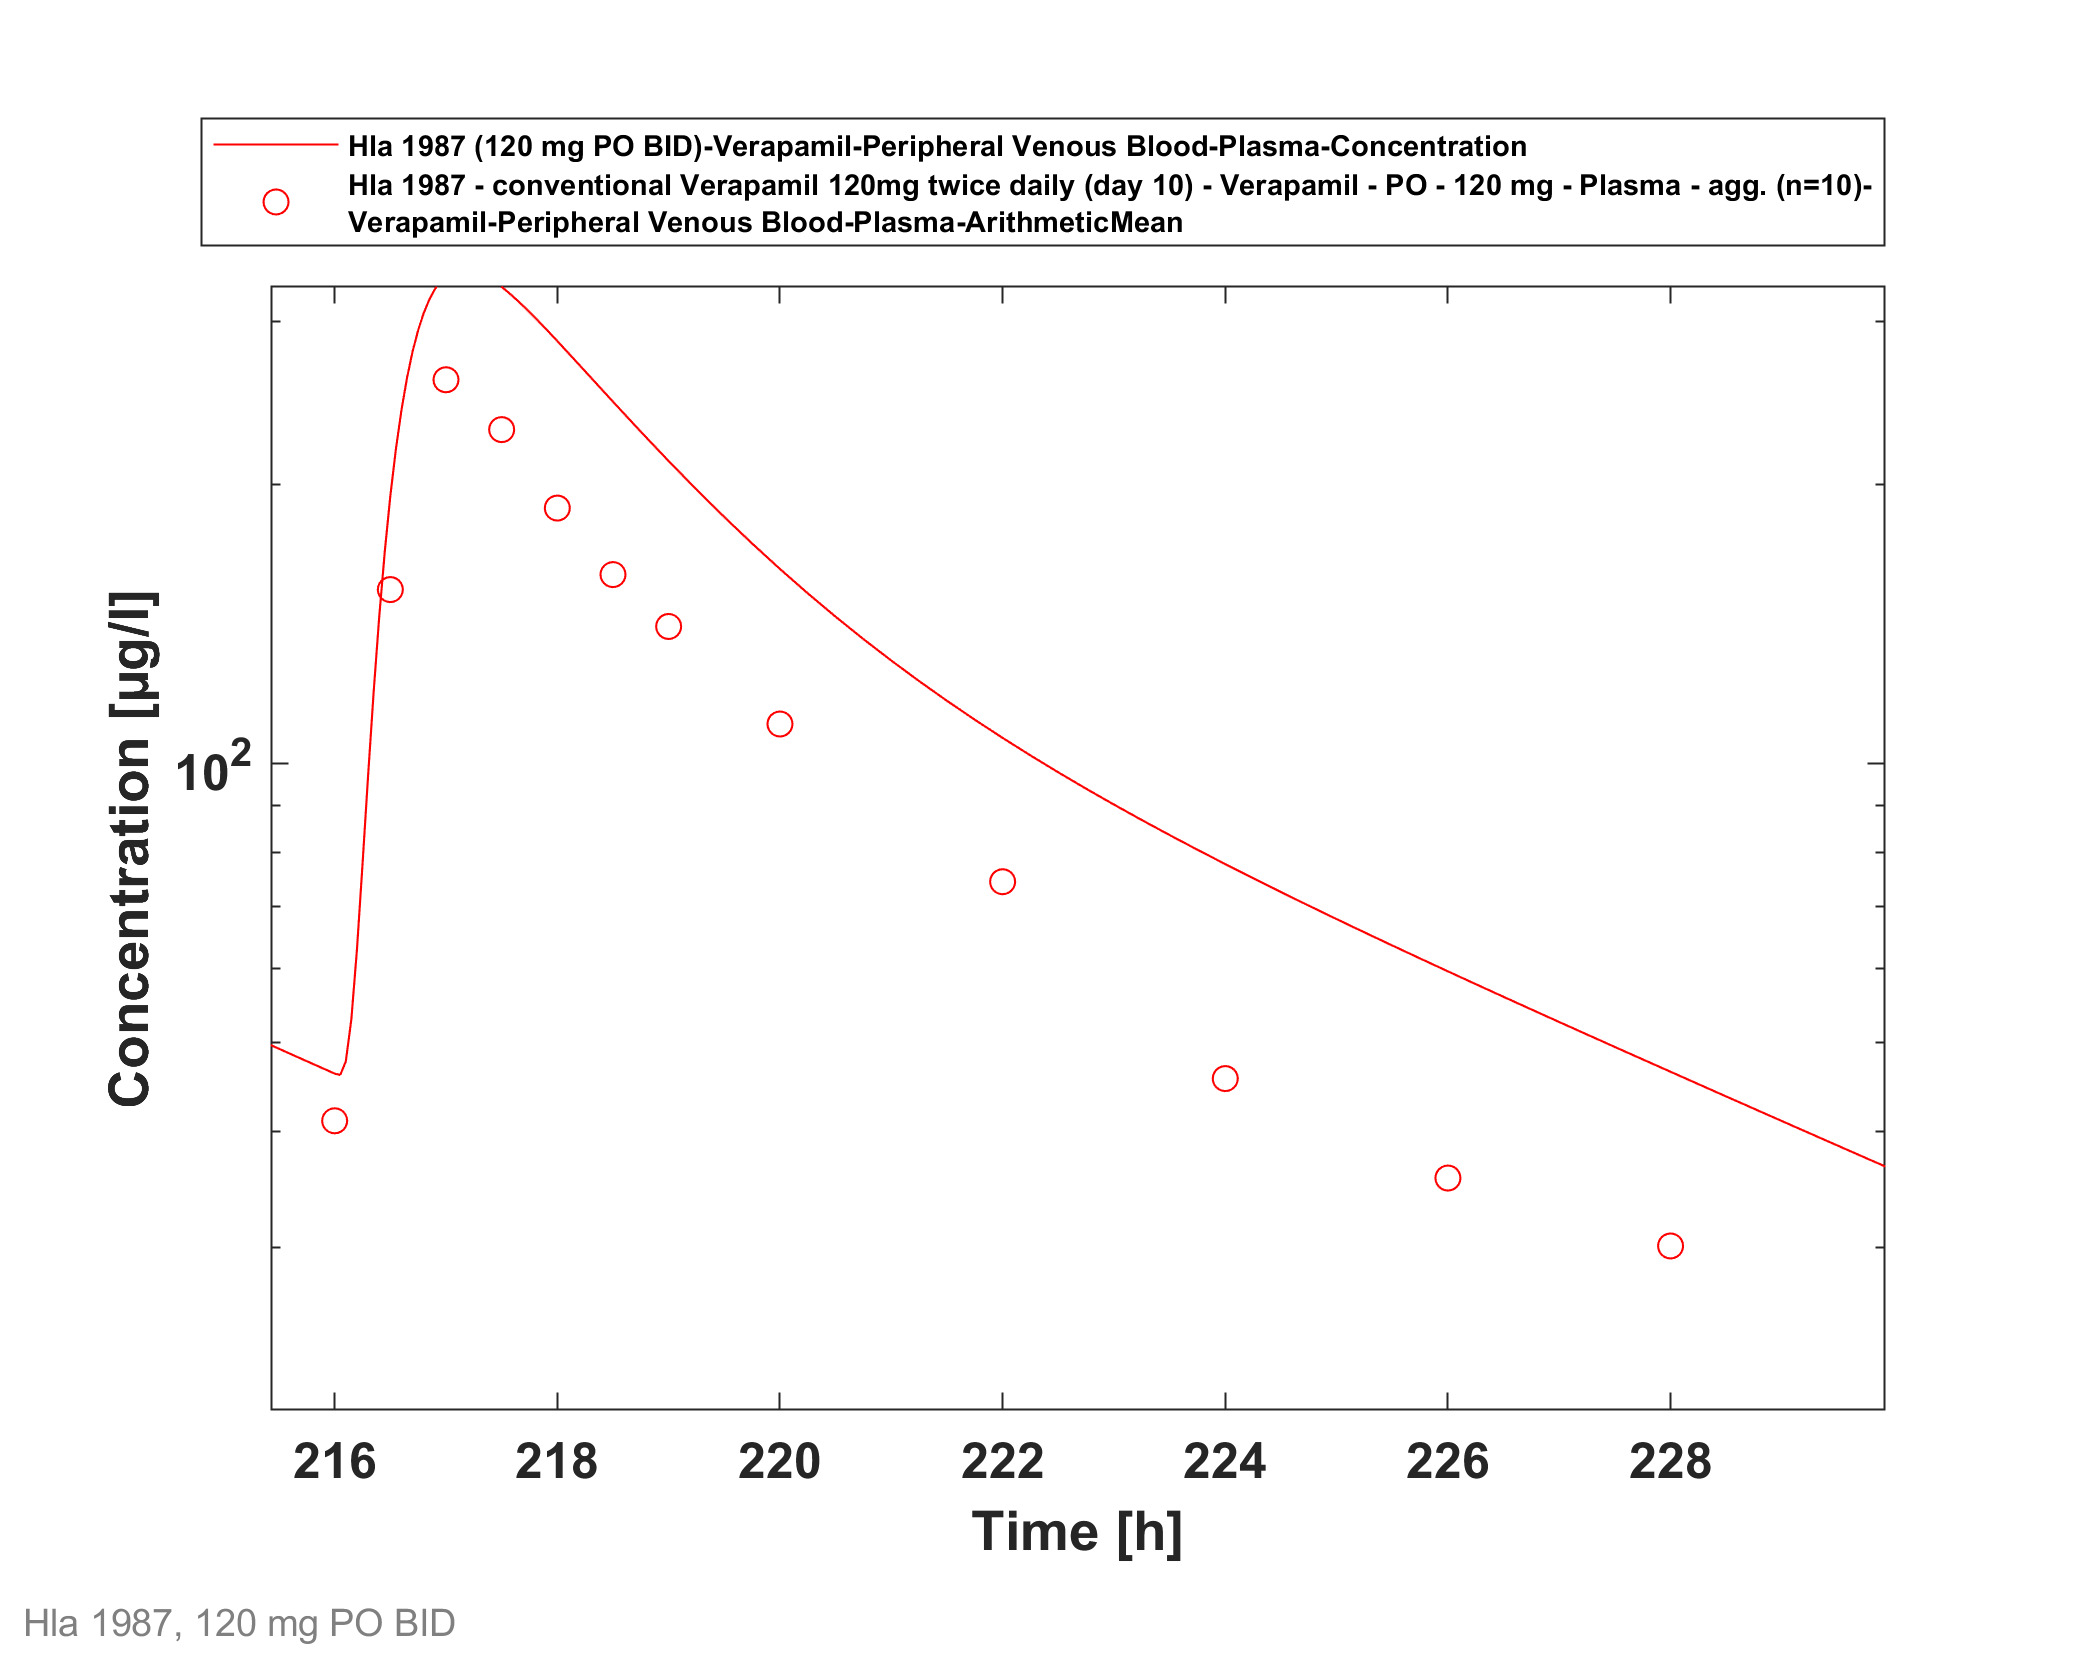 Hla 1987 (120 mg PO BID)-Verapamil-Peripheral Venous Blood-Plasma-Concentration
Hla 1987 - conventional Verapamil 120mg twice daily (day 10) - Verapamil - PO - 120 mg - Plasma - agg. (n=10)-
Verapamil-Peripheral Venous Blood-Plasma-ArithmeticMean
Concentration [µg/l]
10²
216 218 220 222 224 226 228
Time [h]
Hla 1987, 120 mg PO BID